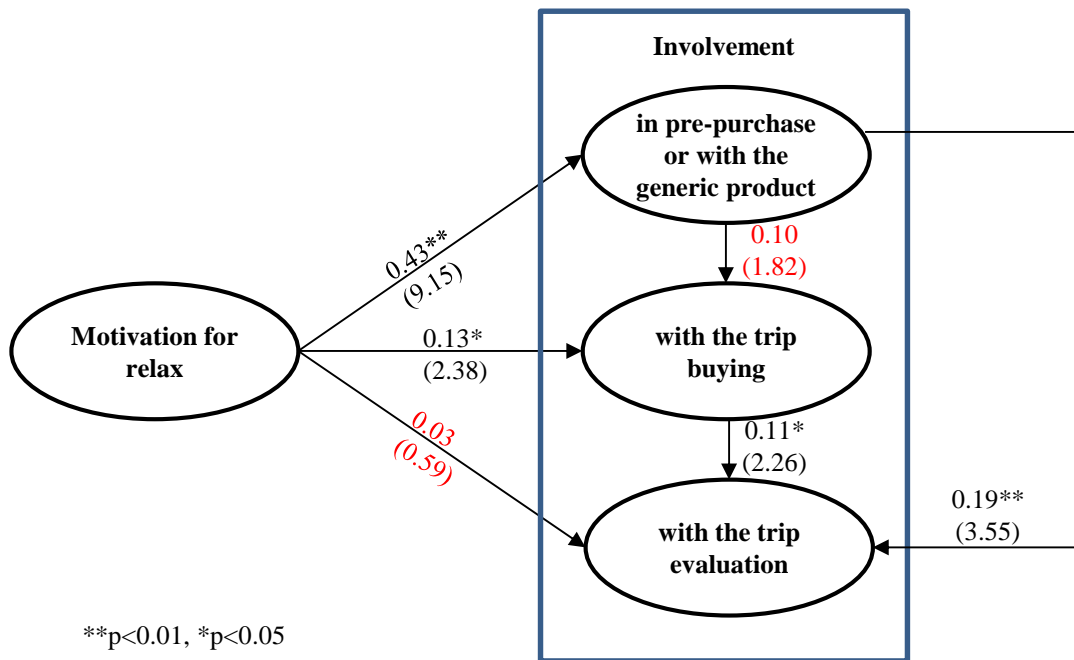 Involvement
in pre-purchase
or with the
generic product
0.10
(1.82)
0.43**
(9.15)
Motivation for
relax
0.13*
(2.38)
with the trip
buying
0.03
(0.59)
0.11*
(2.26)
with the trip
evaluation
0.19**
(3.55)
**p<0.01, *p<0.05